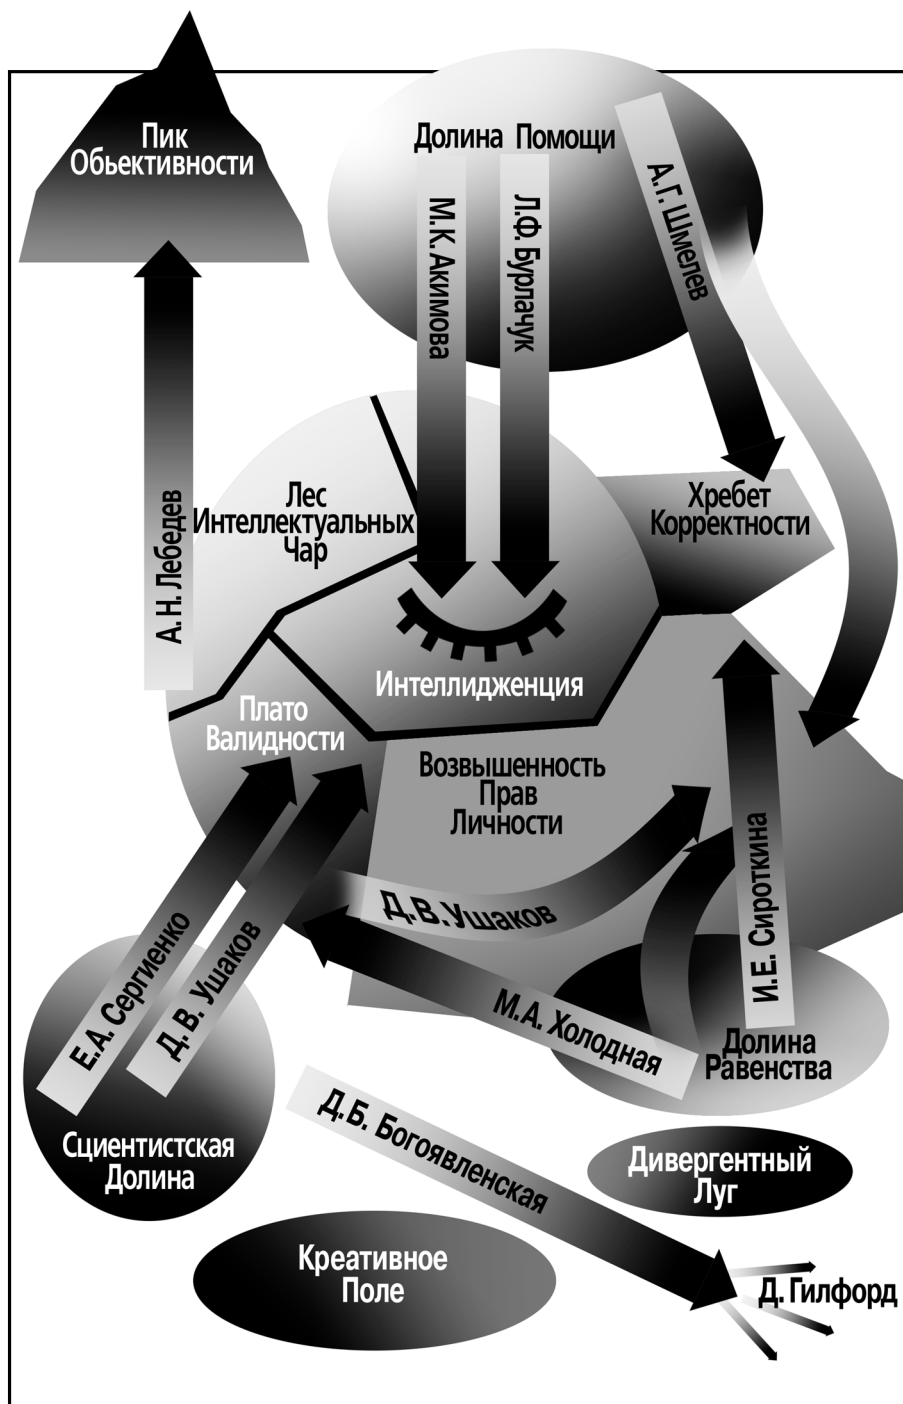 Пик
Обьективности
Долина Помощи
М.К. Акимова
Л.Ф. Бурлачук
А.Г. Шмелев
А. Н. Лебедев
Лес
Интеллектуальных
Чар
Хребет
Корректности
Интеллидженция
Плато
Валидности
Возвышенность
Прав
Личности
Е.А. Сергиенко
Д. В. Ушаков
Д.В.Ушаков
И.Е. Сироткина
М.А. Холодная
Долина
Равенства
Сциентистская
Долина
Д.Б. Богоявленская
Дивергентный
Луг
Креативное
Поле
Д. Гилфорд